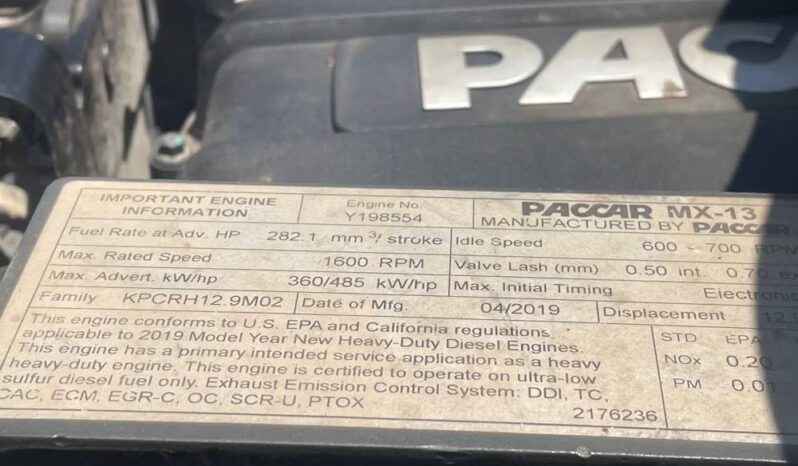 PAC
IMPORTANT ENGINE INFORMATION
Engine No. Y198554
PACCAR MX-13
MANUFACTURED BY PACCAR
Fuel Rate at Adv. HP 282.1 mm³/ stroke
Idle Speed 600 - 700 RPM
Max. Rated Speed 1600 RPM
Valve Lash (mm) 0.50 int. 0.70 ex
Max. Advert. kW/hp 360/485 kW/hp
Max. Initial Timing Electronic
Family KPCRH12.9M02
Date of Mfg. 04/2019
Displacement 12.9
This engine conforms to U.S. EPA and California regulations
applicable to 2019 Model Year New Heavy-Duty Diesel Engines.
This engine has a primary intended service application as a heavy
heavy-duty engine. This engine is certified to operate on ultra-low
sulfur diesel fuel only. Exhaust Emission Control System: DDI, TC,
CAC, ECM, EGR-C, OC, SCR-U, PTOX
2176236
STD EPA
NOx 0.20
PM 0.01